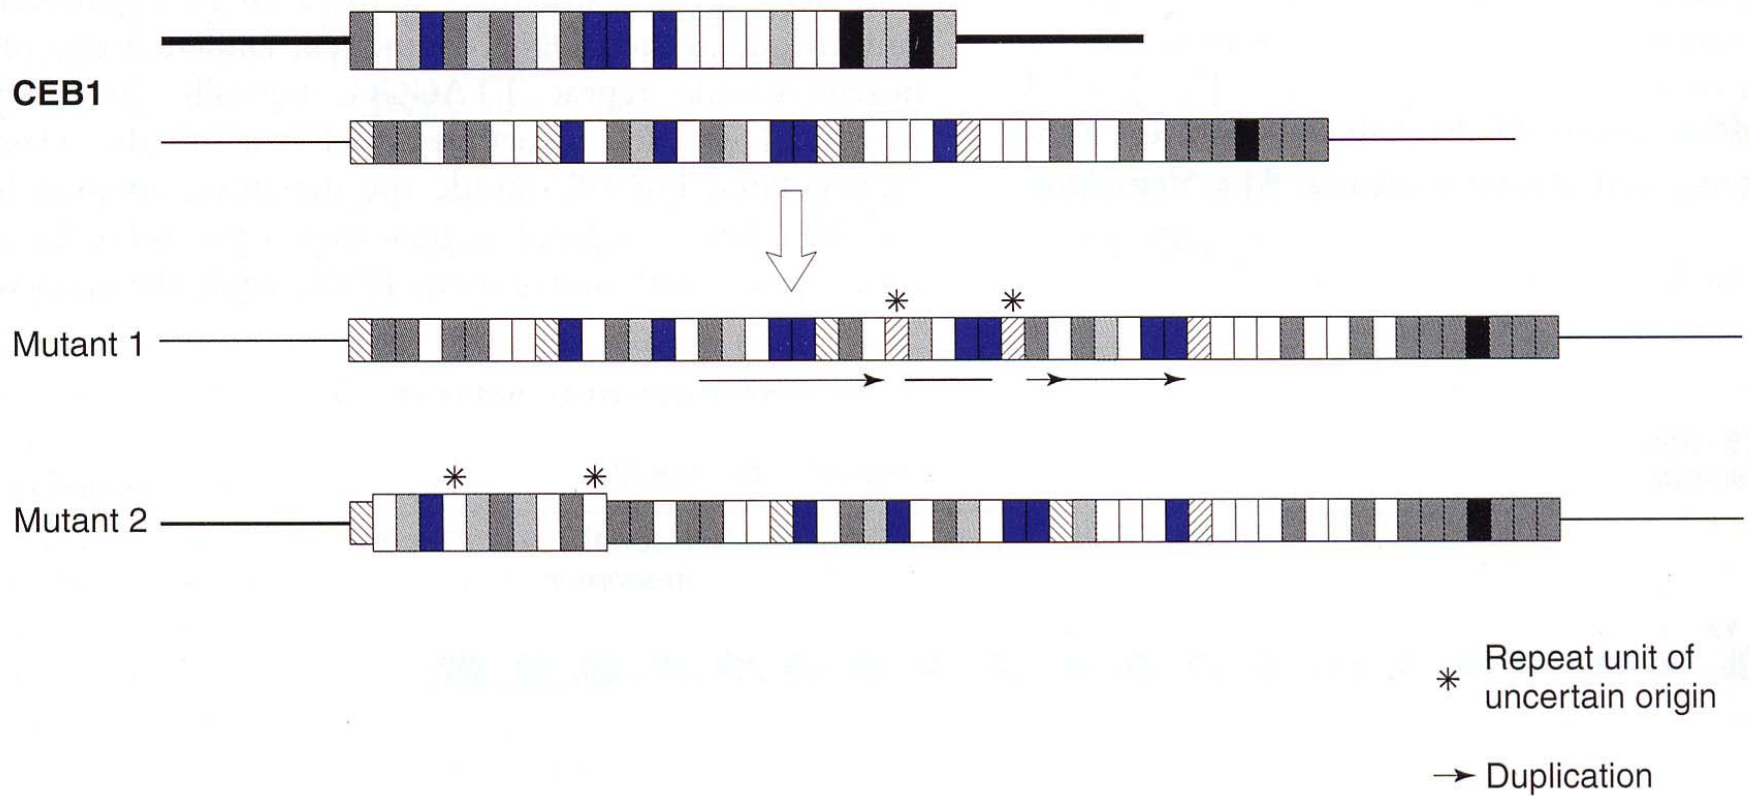 CEB1
*
*
Mutant 1
*
*
Mutant 2
* Repeat unit of
uncertain origin
→ Duplication